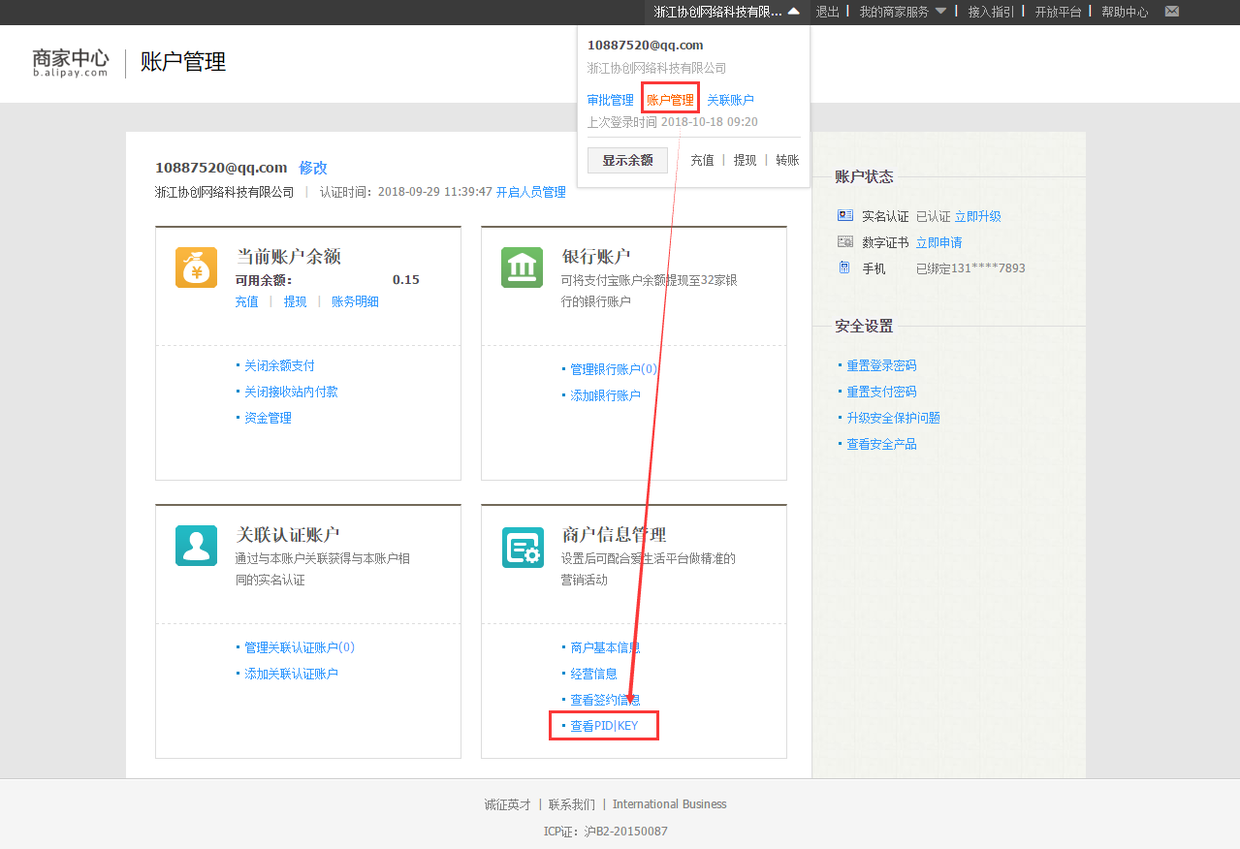 浙江协创网络科技有限... 退出 | 我的商家服务 | 接入指引 | 开放平台 | 帮助中心
商家中心
b.alipay.com
账户管理
10887520@qq.com
浙江协创网络科技有限公司
审批管理 账户管理 关联账户
上次登录时间 2018-10-18 09:20
显示余额 充值 | 提现 | 转账
10887520@qq.com 修改
浙江协创网络科技有限公司 | 认证时间：2018-09-29 11:39:47 开启人员管理
当前账户余额
可用余额： 0.15
充值 | 提现 | 账务明细
• 关闭余额支付
• 关闭接收站内付款
• 资金管理
银行账户
可将支付宝账户余额提现至32家银
行的银行账户
• 管理银行账户(0)
• 添加银行账户
关联认证账户
通过与本账户关联获得与本账户相
同的实名认证
• 管理关联认证账户(0)
• 添加关联认证账户
商户信息管理
设置后可配合爱生活平台做精准的
营销活动
• 商户基本信息
• 经营信息
• 查看签约信息
• 查看PID|KEY
账户状态
实名认证 已认证 立即升级
数字证书 立即申请
手机 已绑定131****7893
安全设置
• 重置登录密码
• 重置支付密码
• 升级安全保护问题
• 查看安全产品
诚征英才 | 联系我们 | International Business
ICP证：沪B2-20150087